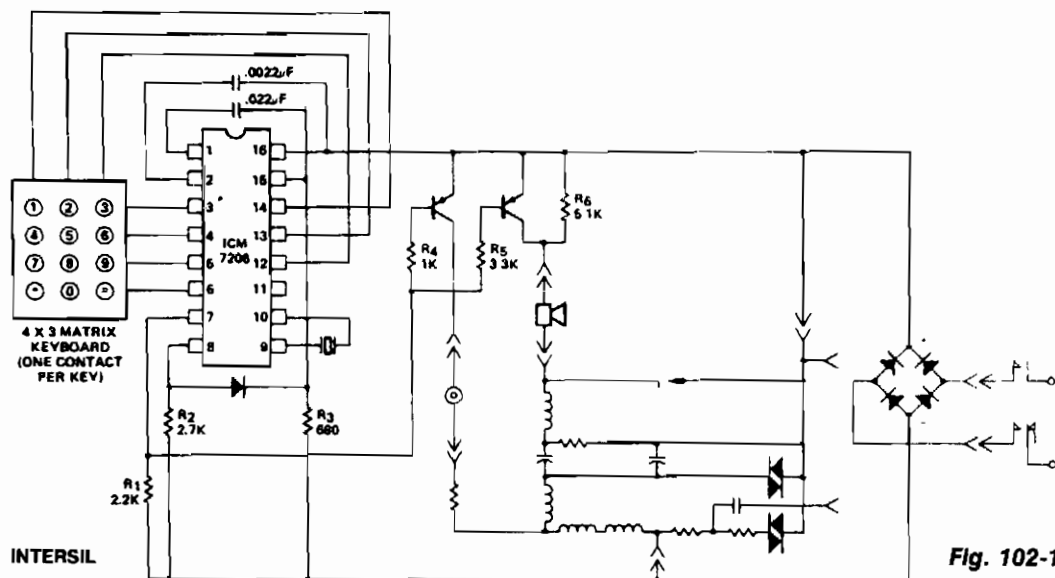 .0022µF
.022µF
1 16
2 15
3 14
4 13
5 12
6 11
7 10
8 9
ICM
7206
1 2 3
4 5 6
7 8 9
0
4 X 3 MATRIX
KEYBOARD
(ONE CONTACT
PER KEY)
R4
1K
R5
3.3K
R6
5.1K
R2
2.7K
R3
680
R1
2.2K
INTERSIL
Fig. 102-1